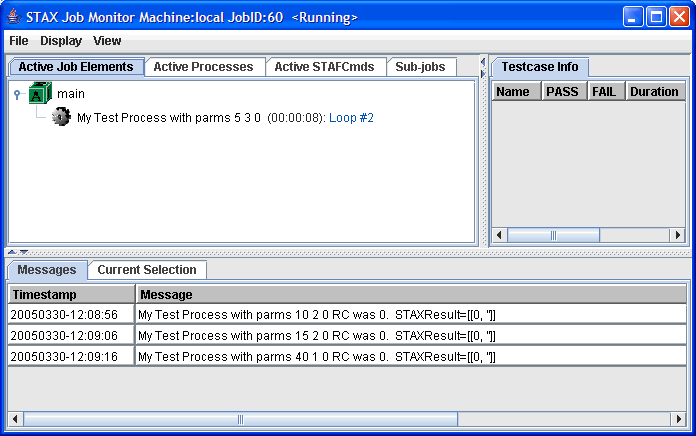 STAX Job Monitor Machine:local JobID:60 <Running>
File Display View
Active Job Elements Active Processes Active STAFCmds Sub-jobs
Testcase Info
main
Name PASS FAIL Duration
My Test Process with parms 5 3 0 (00:00:08): Loop #2
Messages Current Selection
Timestamp Message
20050330-12:08:56 My Test Process with parms 10 2 0 RC was 0. STAXResult=[[0, '']]
20050330-12:09:06 My Test Process with parms 15 2 0 RC was 0. STAXResult=[[0, '']]
20050330-12:09:16 My Test Process with parms 40 1 0 RC was 0. STAXResult=[[0, '']]